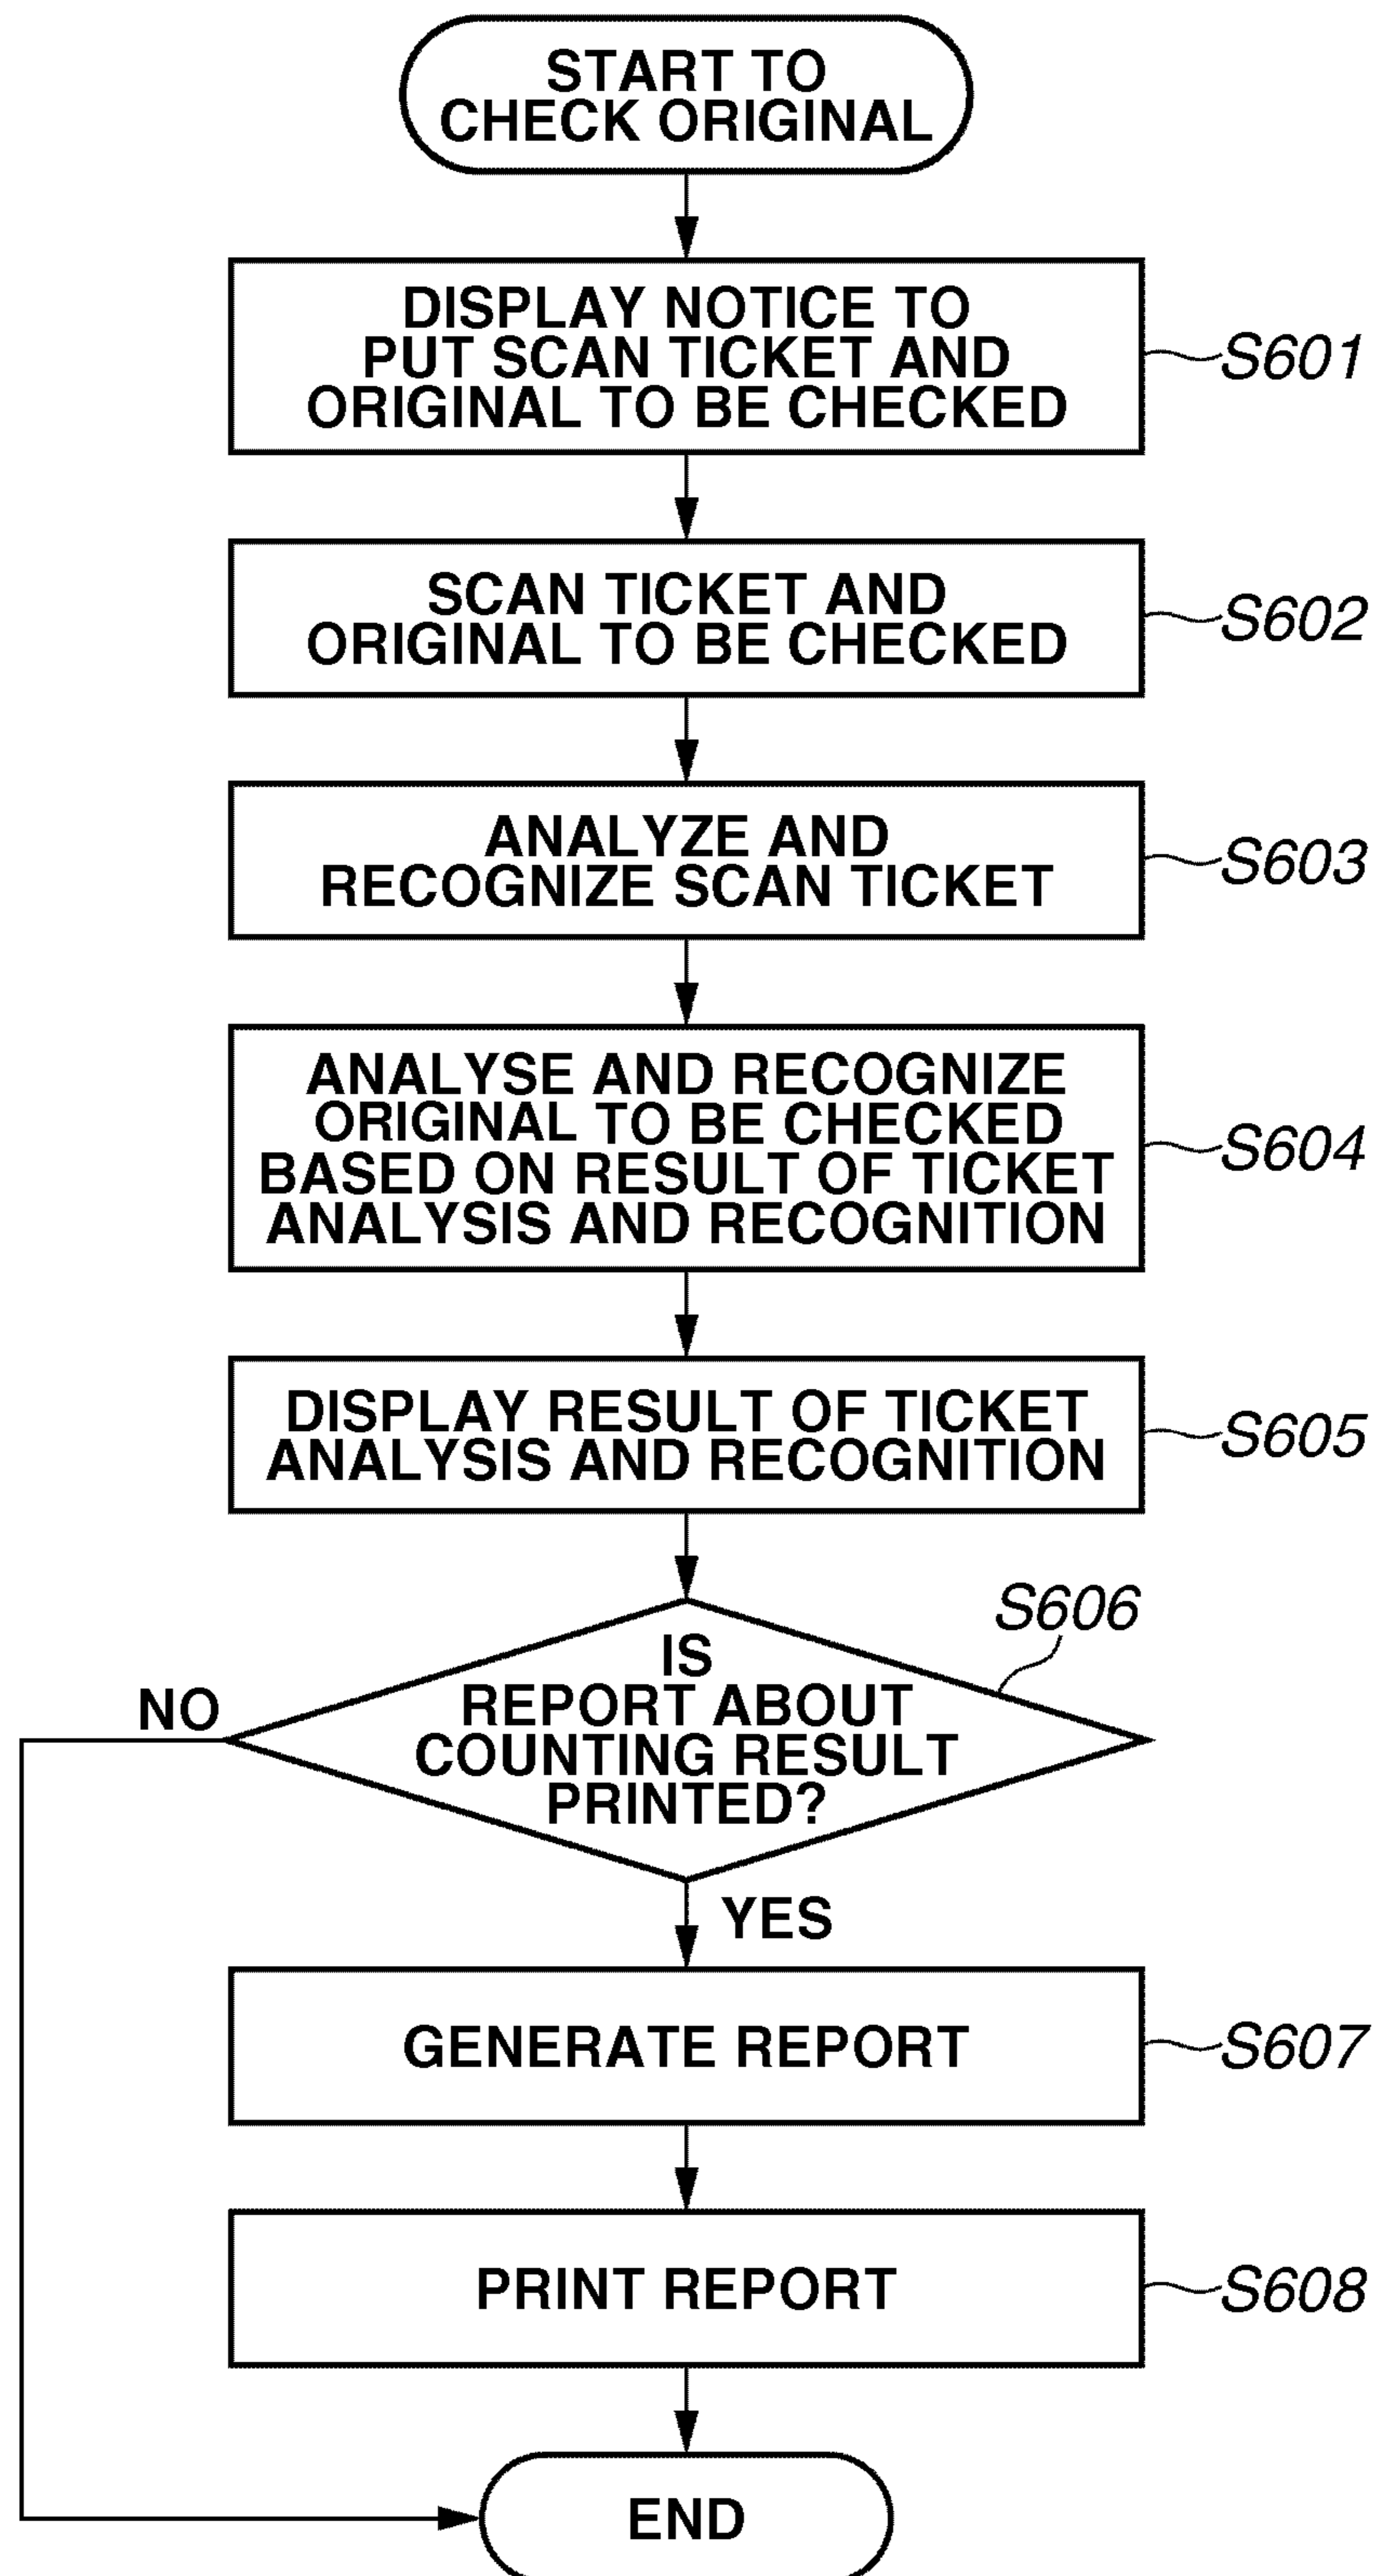 START TO
CHECK ORIGINAL
DISPLAY NOTICE TO
PUT SCAN TICKET AND
ORIGINAL TO BE CHECKED
S601
SCAN TICKET AND
ORIGINAL TO BE CHECKED
S602
ANALYZE AND
RECOGNIZE SCAN TICKET
S603
ANALYSE AND RECOGNIZE
ORIGINAL TO BE CHECKED
BASED ON RESULT OF TICKET
ANALYSIS AND RECOGNITION
S604
DISPLAY RESULT OF TICKET
ANALYSIS AND RECOGNITION
S605
S606
IS
REPORT ABOUT
COUNTING RESULT
PRINTED?
NO
YES
GENERATE REPORT
S607
PRINT REPORT
S608
END